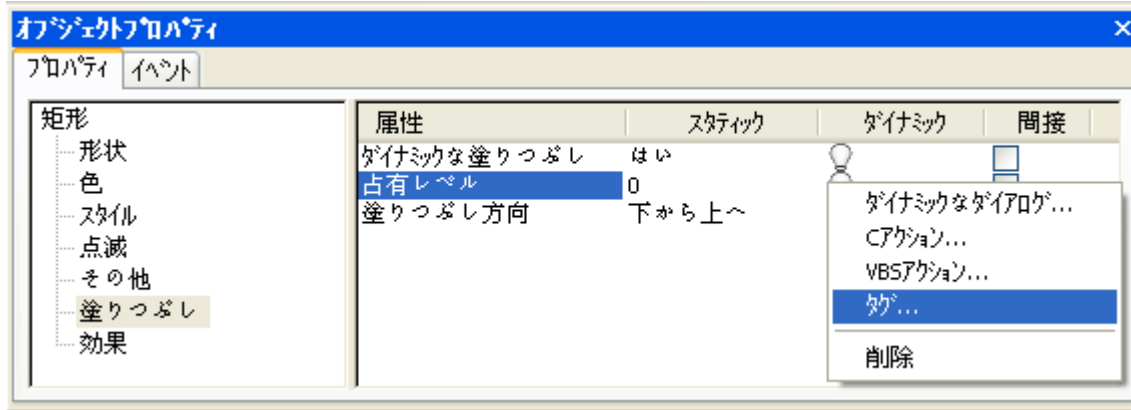 オブジェクトプロパティ
プロパティ イベント
矩形
形状
色
スタイル
点滅
その他
塗りつぶし
効果
属性 スタティック ダイナミック 間接
ダイナミックな塗りつぶし はい
占有レベル 0
塗りつぶし方向 下から上へ
ダイナミックなダイアログ...
Cアクション...
VBSアクション...
タグ...
削除